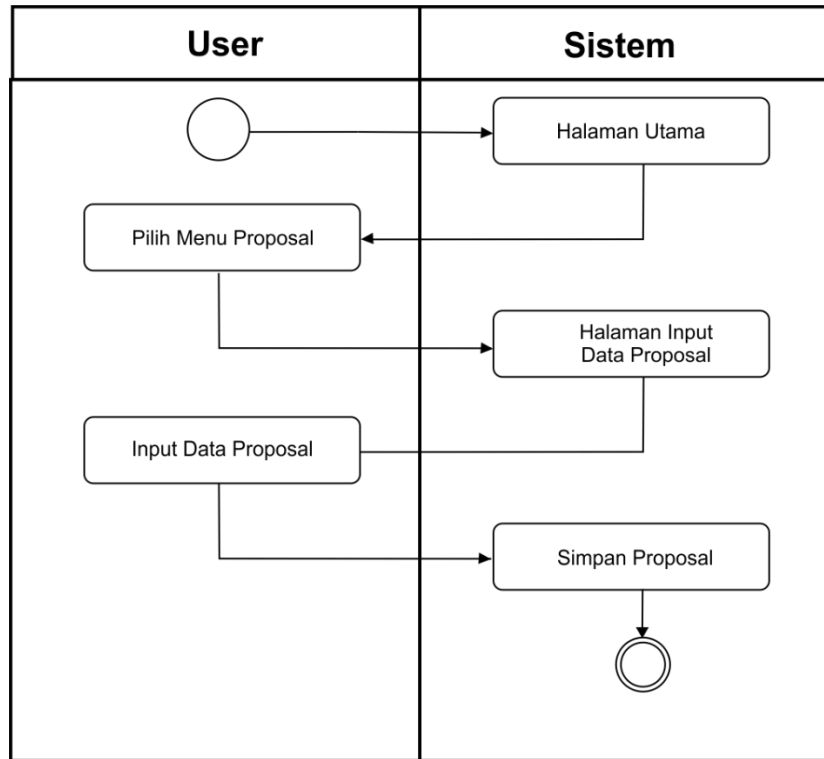 User
Sistem
Halaman Utama
Pilih Menu Proposal
Halaman Input
Data Proposal
Input Data Proposal
Simpan Proposal